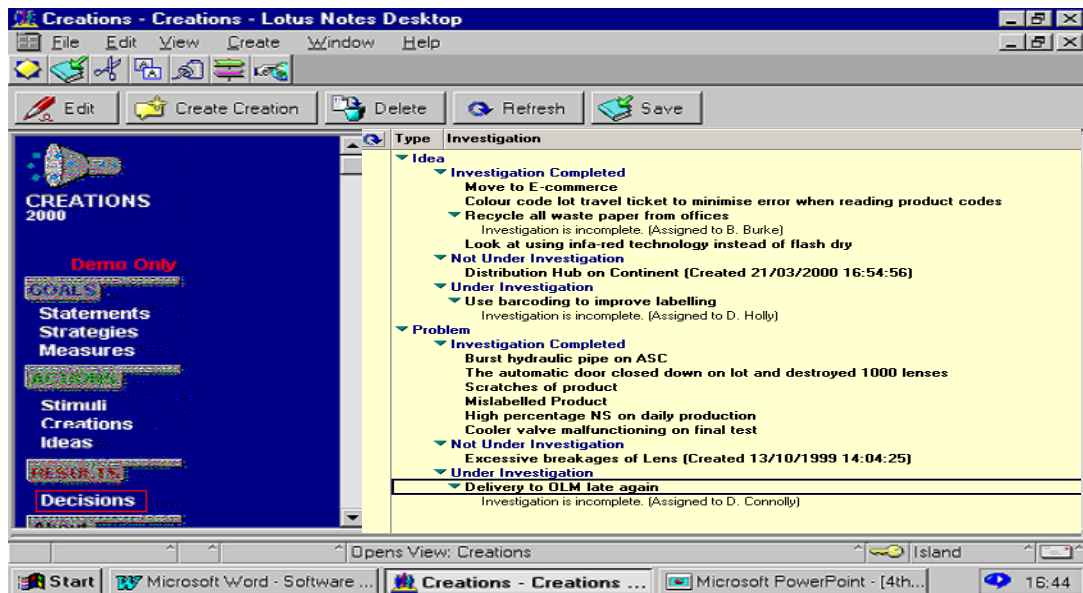 Creations - Creations - Lotus Notes Desktop
File Edit View Create Window Help
Edit Create Creation Delete Refresh Save
Type Investigation
CREATIONS
2000
Demo Only
GOALS
Statements
Strategies
Measures
ACTIONS
Stimuli
Creations
Ideas
RESULTS
Decisions
Idea
Investigation Completed
Move to E-commerce
Colour code lot travel ticket to minimise error when reading product codes
Recycle all waste paper from offices
Investigation is incomplete. (Assigned to B. Burke)
Look at using infa-red technology instead of flash dry
Not Under Investigation
Distribution Hub on Continent (Created 21/03/2000 16:54:56)
Under Investigation
Use barcoding to improve labelling
Investigation is incomplete. (Assigned to D. Holly)
Problem
Investigation Completed
Burst hydraulic pipe on ASC
The automatic door closed down on lot and destroyed 1000 lenses
Scratches of product
Mislabelled Product
High percentage NS on daily production
Cooler valve malfunctioning on final test
Not Under Investigation
Excessive breakages of Lens (Created 13/10/1999 14:04:25)
Under Investigation
Delivery to OLM late again
Investigation is incomplete. (Assigned to D. Connolly)
Opens View: Creations Island
Start Microsoft Word - Software ... Creations - Creations ... Microsoft PowerPoint - [4th... 16:44